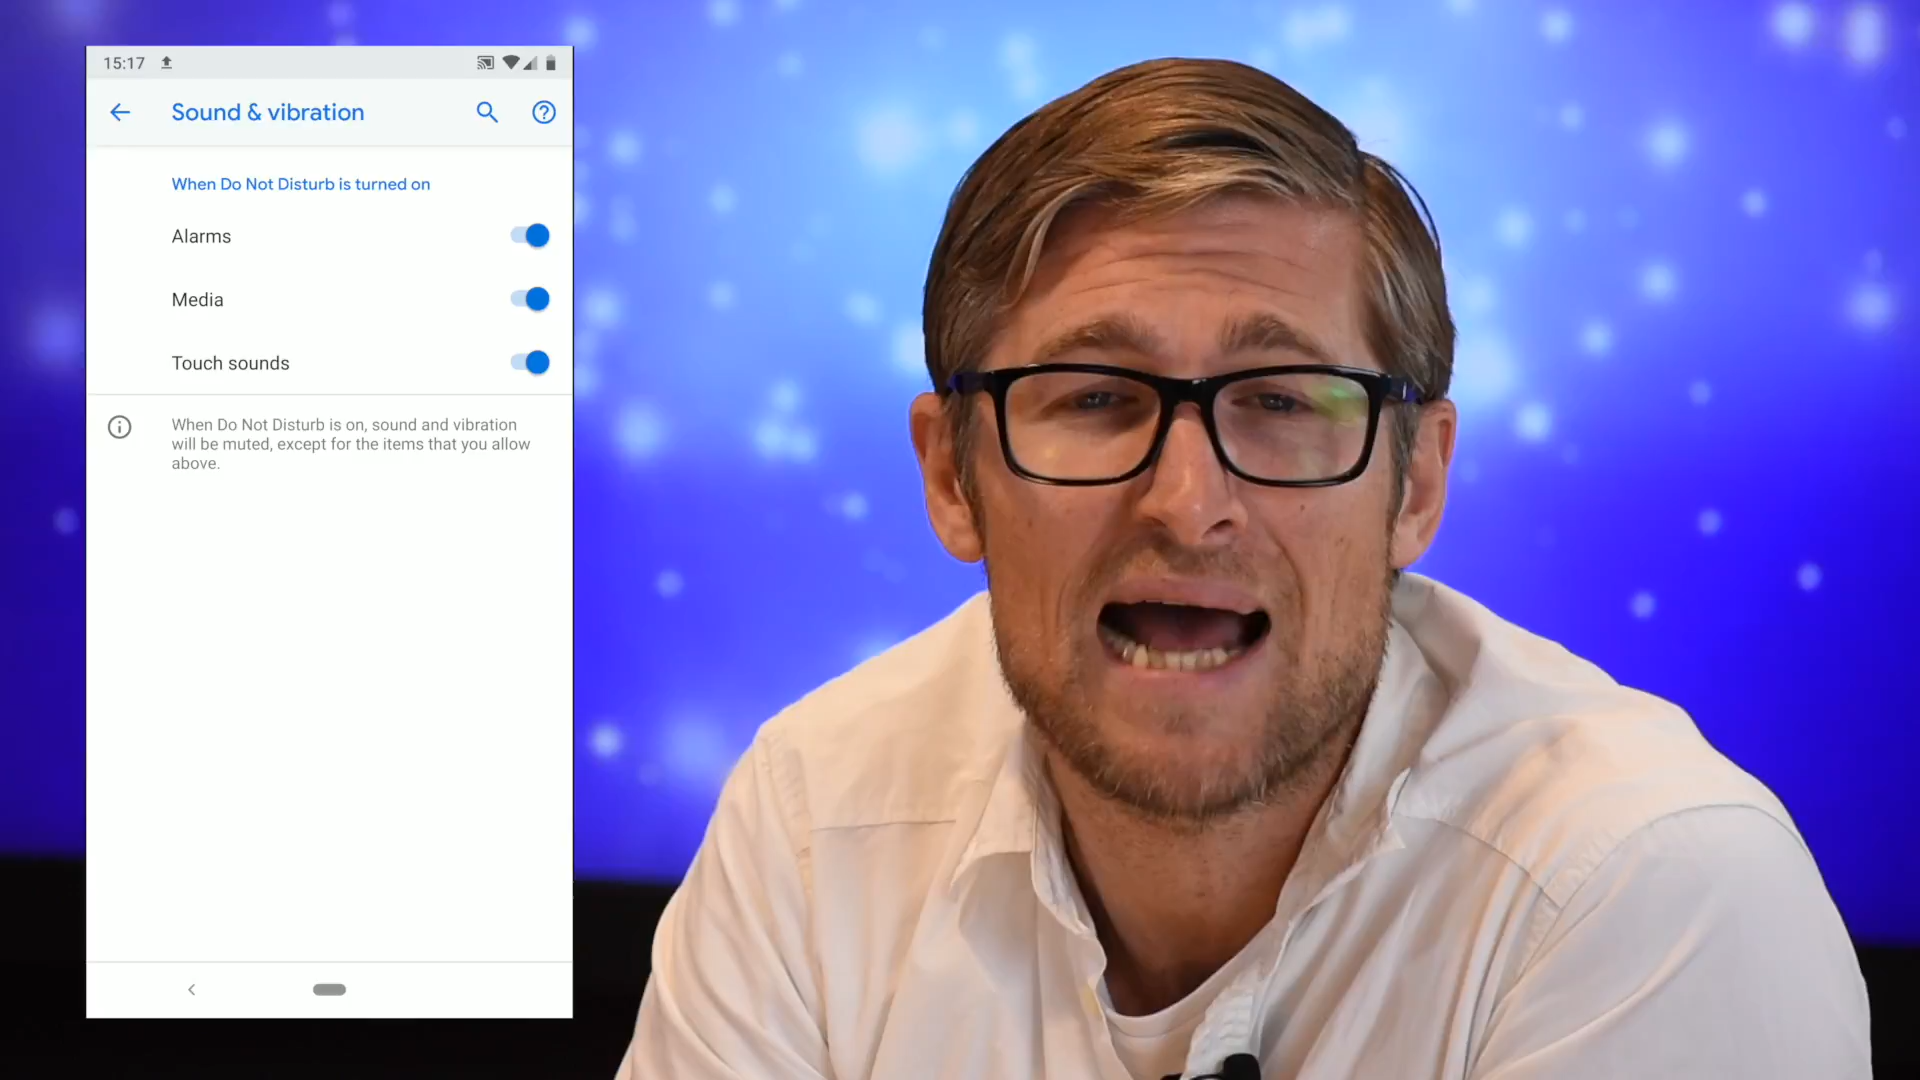 15:17
Sound & vibration
When Do Not Disturb is turned on
Alarms
Media
Touch sounds
When Do Not Disturb is on, sound and vibration
will be muted, except for the items that you allow
above.